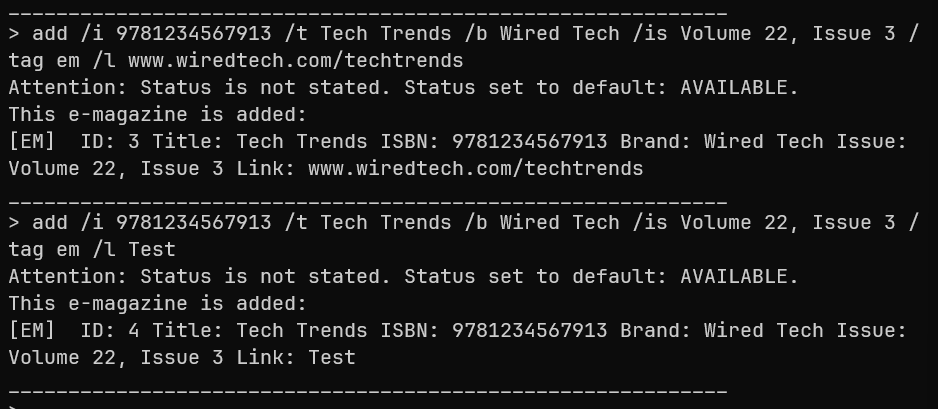 ____________________________________________________________
> add /i 9781234567913 /t Tech Trends /b Wired Tech /is Volume 22, Issue 3 /
tag em /l www.wiredtech.com/techtrends
Attention: Status is not stated. Status set to default: AVAILABLE.
This e-magazine is added:
[EM]  ID: 3 Title: Tech Trends ISBN: 9781234567913 Brand: Wired Tech Issue:
Volume 22, Issue 3 Link: www.wiredtech.com/techtrends
____________________________________________________________
> add /i 9781234567913 /t Tech Trends /b Wired Tech /is Volume 22, Issue 3 /
tag em /l Test
Attention: Status is not stated. Status set to default: AVAILABLE.
This e-magazine is added:
[EM]  ID: 4 Title: Tech Trends ISBN: 9781234567913 Brand: Wired Tech Issue:
Volume 22, Issue 3 Link: Test
____________________________________________________________
>